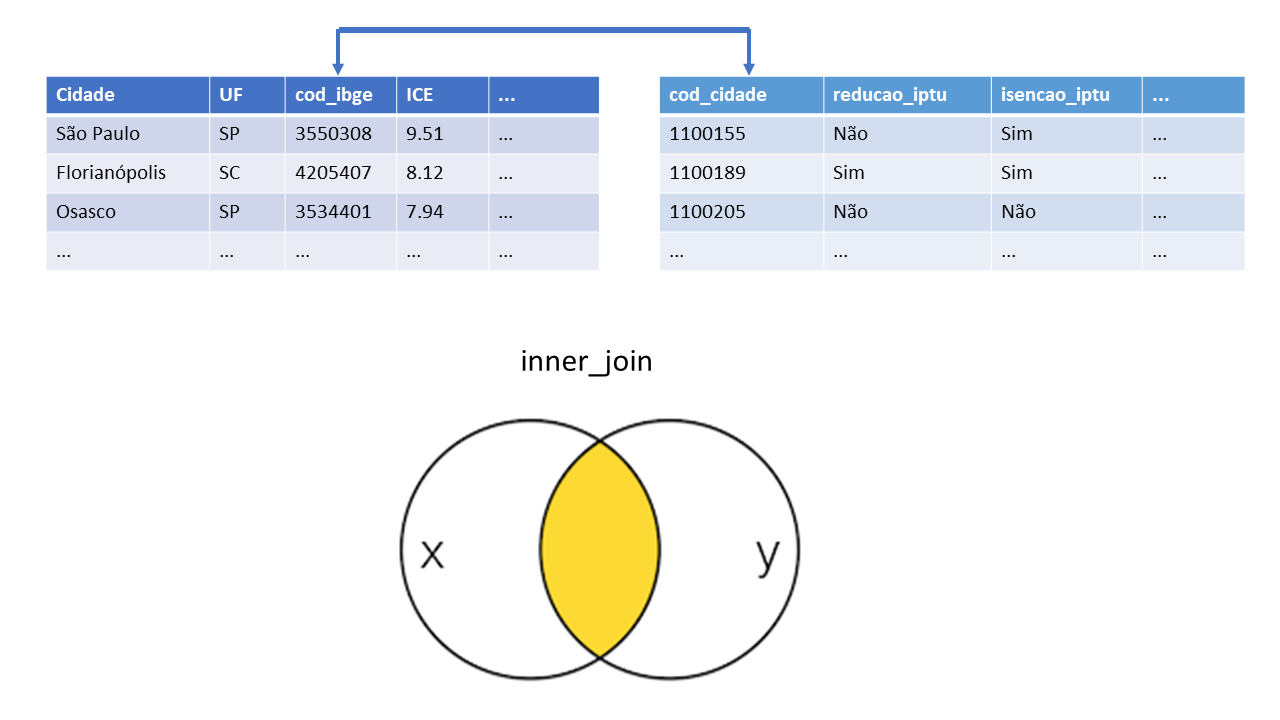 Cidade UF cod_ibge ICE ...
São Paulo SP 3550308 9.51 ...
Florianópolis SC 4205407 8.12 ...
Osasco SP 3534401 7.94 ...
... ... ... ... ...
cod_cidade reducao_iptu isencao_iptu ...
1100155 Não Sim ...
1100189 Sim Sim ...
1100205 Não Não ...
... ... ... ...
inner_join
x y